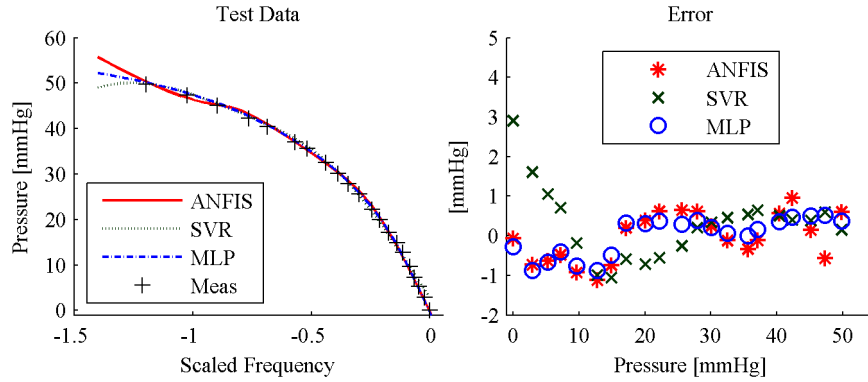 Test Data
Pressure [mmHg]
60
50
40
30
20
10
0
ANFIS
SVR
MLP
Meas
-1.5
-1
-0.5
0
Scaled Frequency
Error
[mmHg]
5
4
3
2
1
0
-1
-2
ANFIS
SVR
MLP
0
10
20
30
40
50
Pressure [mmHg]